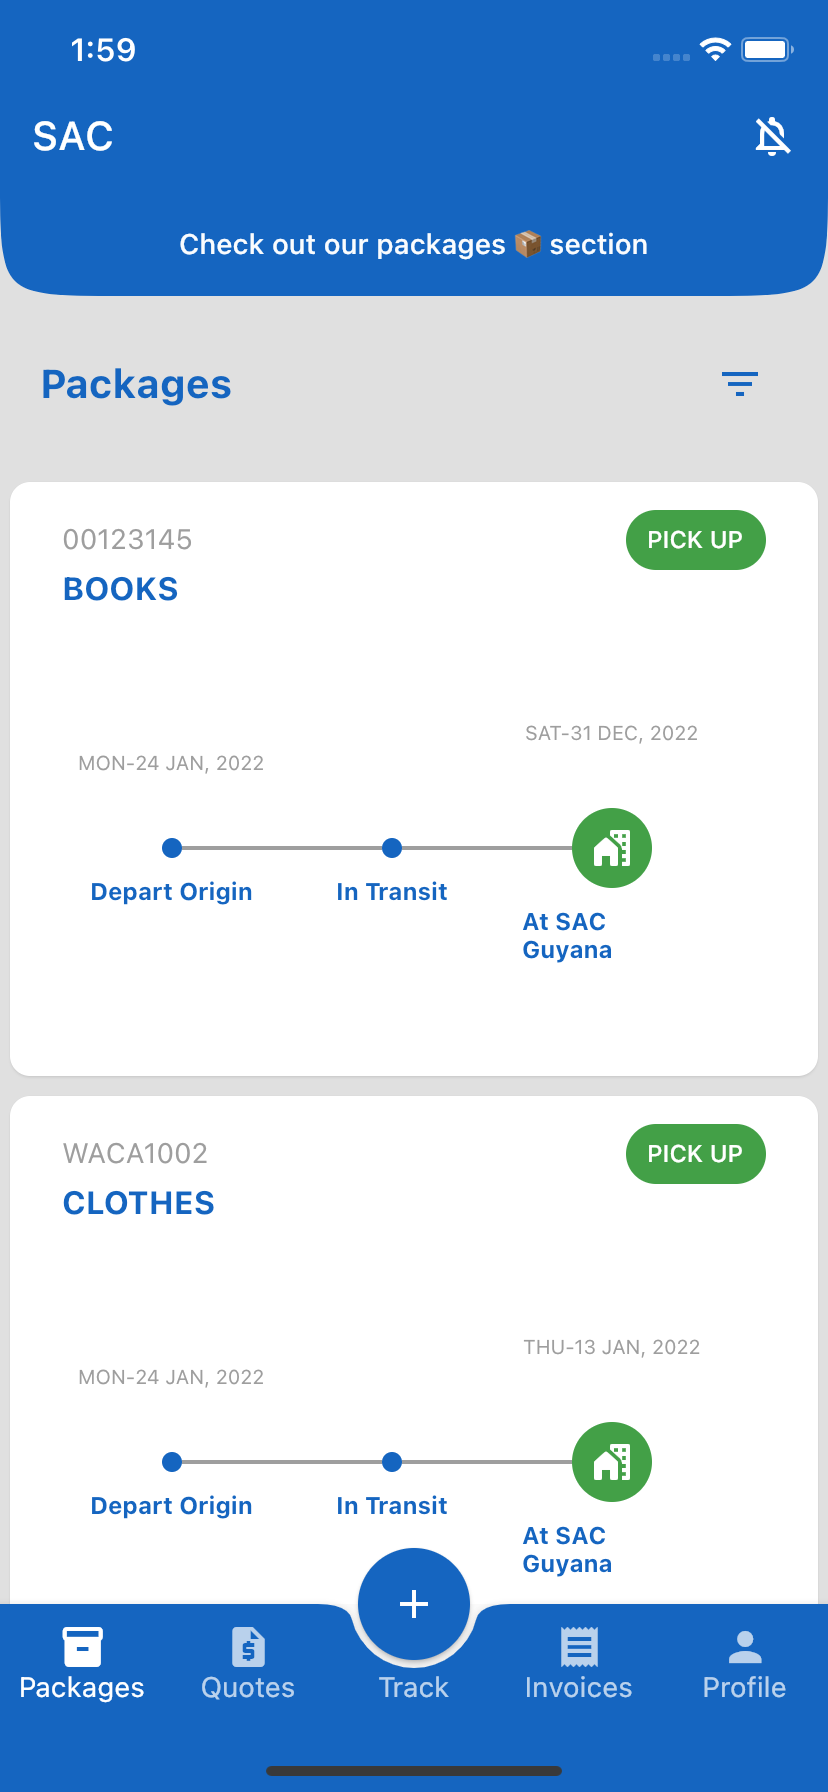 1:59
SAC
Check out our packages 📦 section
Packages
00123145
PICK UP
BOOKS
SAT-31 DEC, 2022
MON-24 JAN, 2022
Depart Origin
In Transit
At SAC
Guyana
WACA1002
PICK UP
CLOTHES
THU-13 JAN, 2022
MON-24 JAN, 2022
Depart Origin
In Transit
At SAC
Guyana
Packages
Quotes
Track
Invoices
Profile